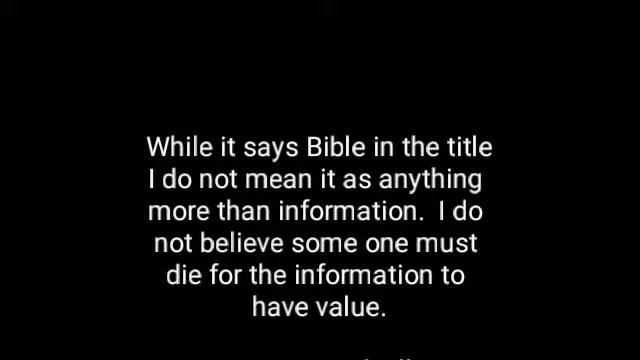 While it says Bible in the title
I do not mean it as anything
more than information.  I do
not believe some one must
die for the information to
have value.